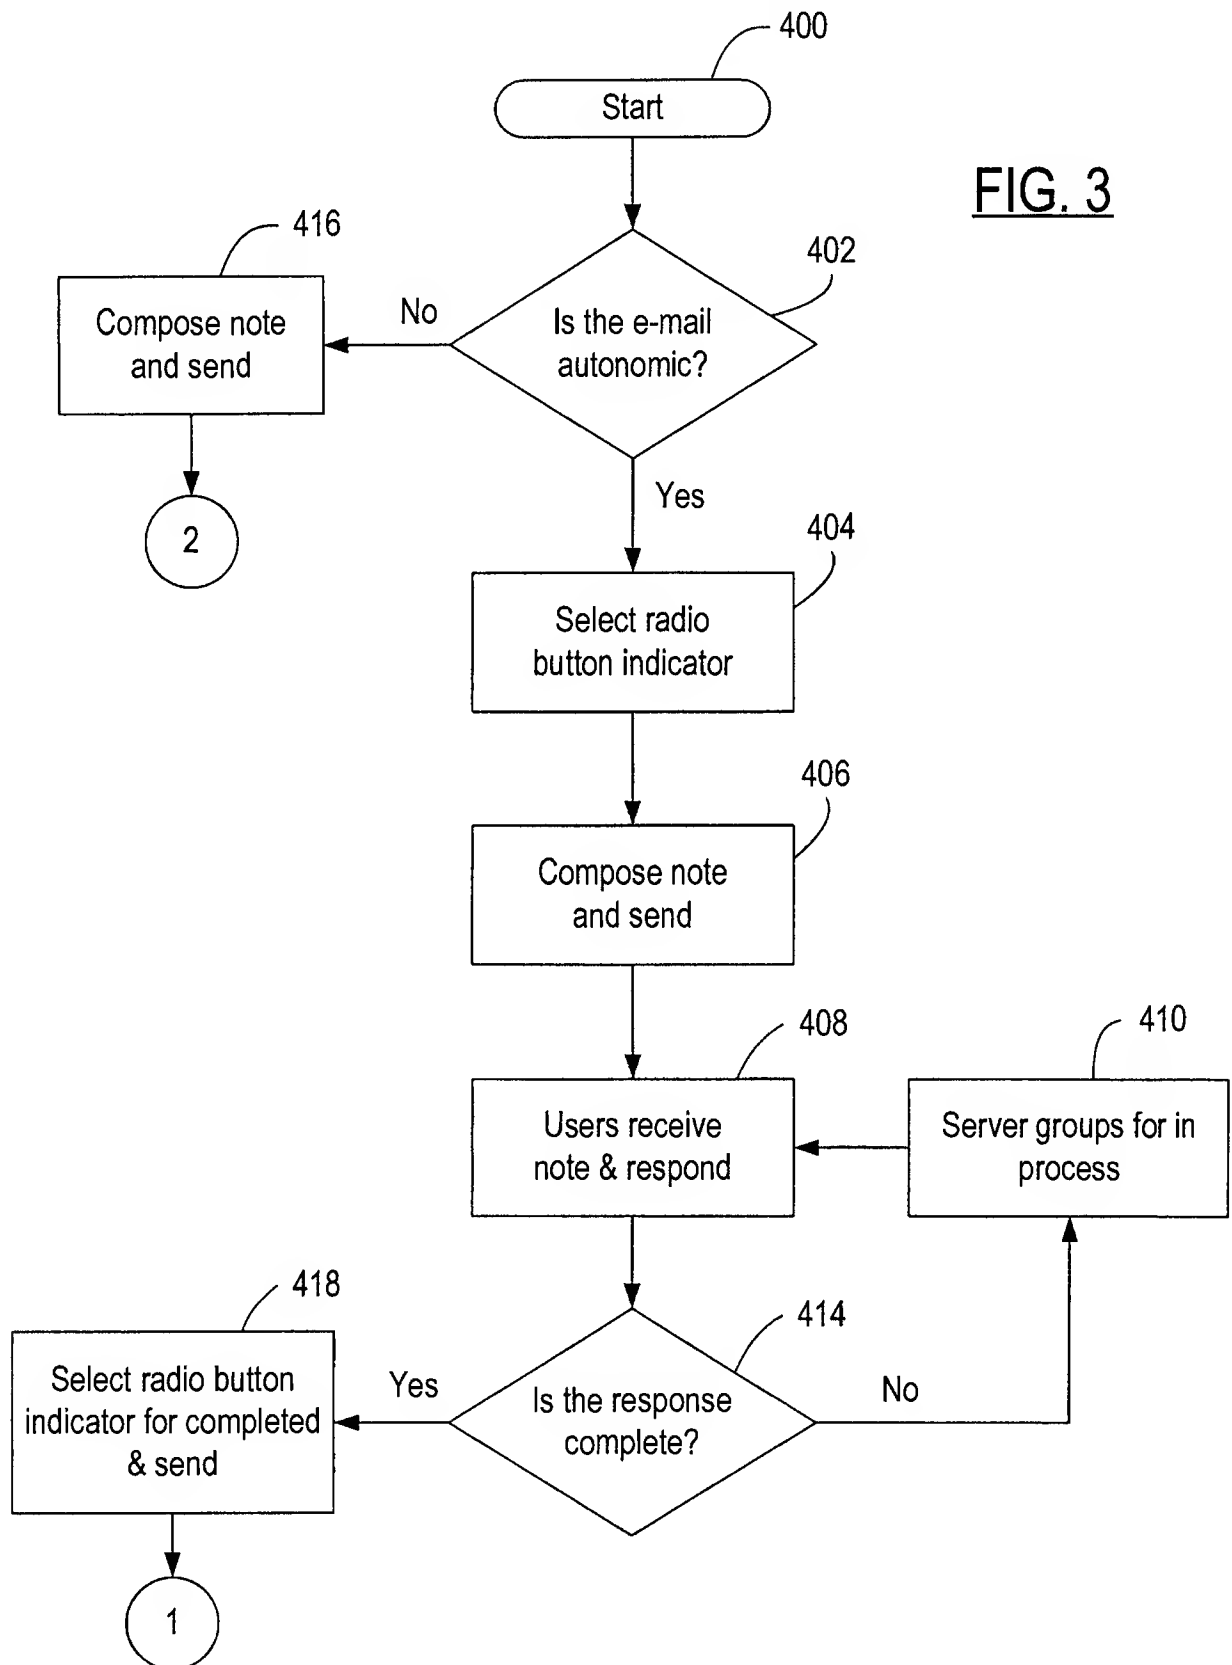 400
Start
FIG. 3
416
402
Compose note
and send
No
Is the e-mail
autonomic?
Yes
2
404
Select radio
button indicator
406
Compose note
and send
408
410
Users receive
note & respond
Server groups for in
process
418
414
Select radio button
indicator for completed
& send
Yes
Is the response
complete?
No
1